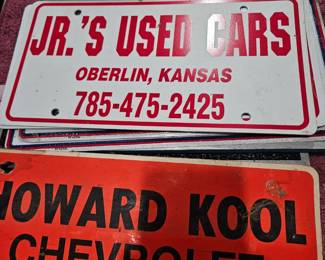 JR.'S USED CARS
OBERLIN, KANSAS
785-475-2425
HOWARD KOOL
CHEVROLET